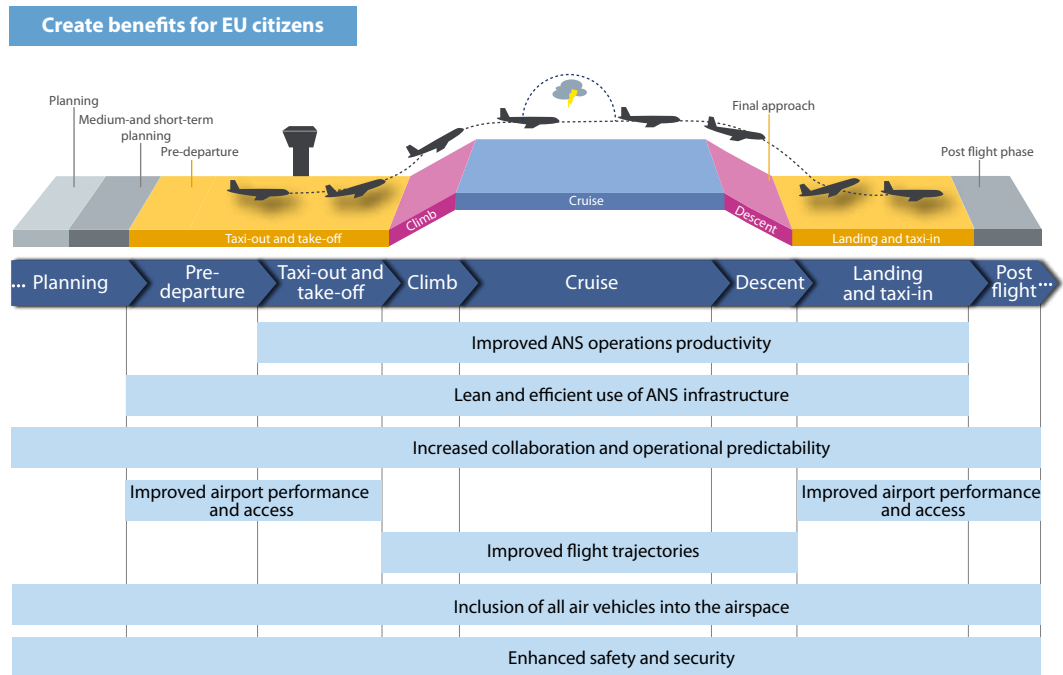 Create benefits for EU citizens
Planning
Medium-and short-term
planning
Pre-departure
Final approach
Post flight phase
Taxi-out and take-off
Climb
Cruise
Descent
Landing and taxi-in
... Planning
Pre-
departure
Taxi-out and
take-off
Climb
Cruise
Descent
Landing
and taxi-in
Post
flight...
Improved ANS operations productivity
Lean and efficient use of ANS infrastructure
Increased collaboration and operational predictability
Improved airport performance
and access
Improved airport performance
and access
Improved flight trajectories
Inclusion of all air vehicles into the airspace
Enhanced safety and security